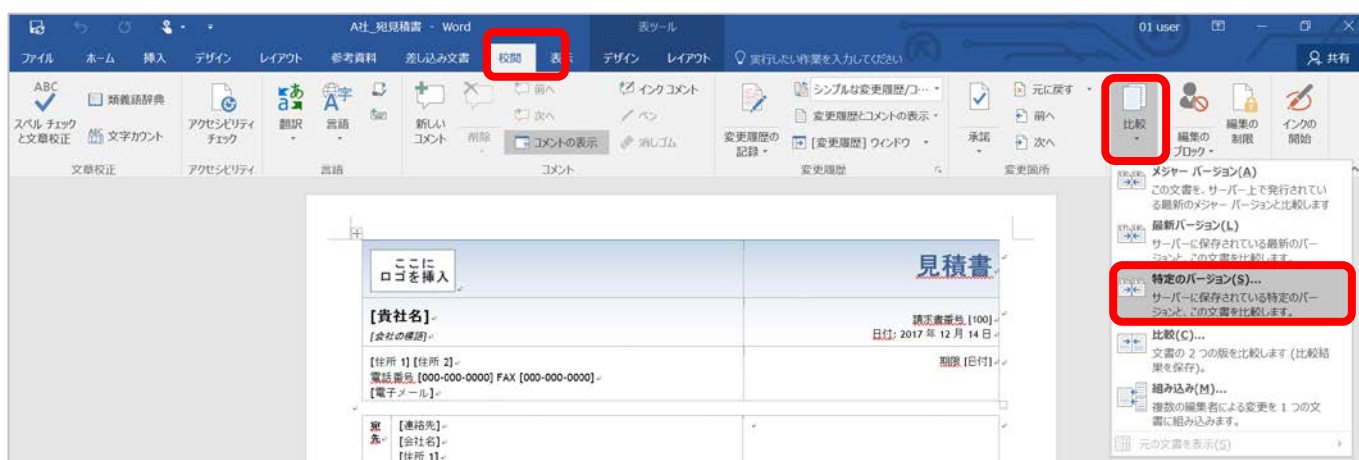 A社_宛見積書 - Word
表ツール
01 user
ファイル ホーム 挿入 デザイン レイアウト 参考資料 差し込み文書 校閲 表示 デザイン レイアウト 実行したい作業を入力してください 共有
ABC
スペル チェック
と文章校正
類義語辞典
文字カウント
文章校正
アクセシビリティ
チェック
アクセシビリティ
あ
a
翻訳
字
A
言語
言語
新しい
コメント
削除
前へ
次へ
コメントの表示
インク コメント
ペン
消しゴム
コメント
変更履歴の
記録
シンプルな変更履歴/コ…
変更履歴とコメントの表示
[変更履歴] ウィンドウ
変更履歴
承諾
元に戻す
前へ
次へ
変更箇所
比較
編集の
ブロック
編集の
制限
インクの
開始
メジャー バージョン(A)
この文書を、サーバー上で発行されてい
る最新のメジャー バージョンと比較します
最新バージョン(L)
サーバーに保存されている最新のバー
ジョンと、この文書を比較します。
特定のバージョン(S)...
サーバーに保存されている特定のバー
ジョンと、この文書を比較します。
比較(C)...
文書の 2 つの版を比較します (比較結
果を保存)。
組み込み(M)...
複数の編集者による変更を 1 つの文
書に組み込みます。
元の文書を表示(S)
ここに
ロゴを挿入
見積書
[貴社名]
[会社の標語]
請求書番号 [100]
日付: 2017 年 12 月 14 日
[住所 1] [住所 2]
期限 [日付]
電話番号 [000-000-0000] FAX [000-000-0000]
[電子メール]
宛
先
[連絡先]
[会社名]
[住所 1]